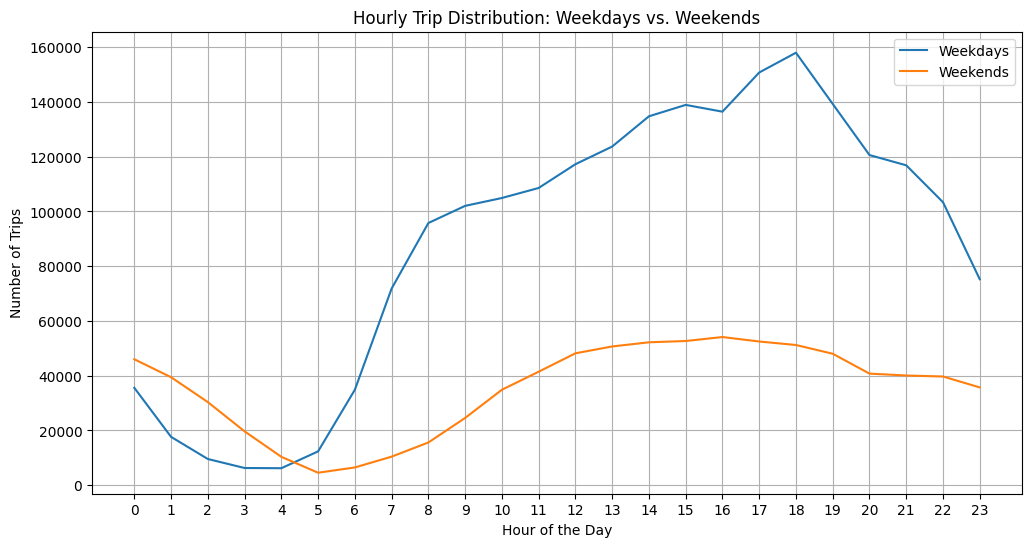 Hourly Trip Distribution: Weekdays vs. Weekends
Weekdays
Weekends
Number of Trips
160000
140000
120000
100000
80000
60000
40000
20000
0
0 1 2 3 4 5 6 7 8 9 10 11 12 13 14 15 16 17 18 19 20 21 22 23
Hour of the Day